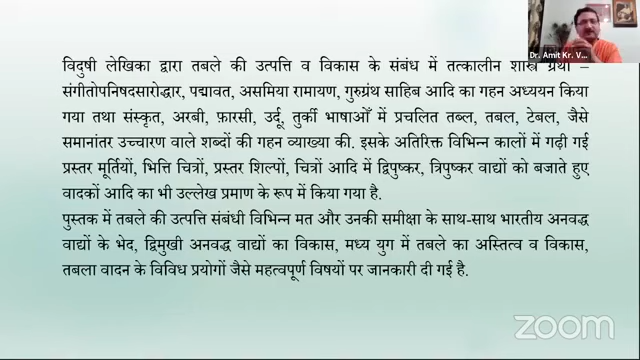 Dr. Amit Kr. V...
विदुषी लेखिका द्वारा तबले की उत्पत्ति व विकास के संबंध में तत्कालीन शास्त्र ग्रंथों –
संगीतोपनिषदसारोद्धार, पद्मावत, असमिया रामायण, गुरुग्रंथ साहिब आदि का गहन अध्ययन किया
गया तथा संस्कृत, अरबी, फ़ारसी, उर्दू, तुर्की भाषाओँ में प्रचलित तब्ल, तबल, टेबल, जैसे
समानांतर उच्चारण वाले शब्दों की गहन व्याख्या की. इसके अतिरिक्त विभिन्न कालों में गढ़ी गई
प्रस्तर मूर्तियों, भित्ति चित्रों, प्रस्तर शिल्पों, चित्रों आदि में द्विपुष्कर, त्रिपुष्कर वाद्यों को बजाते हुए
वादकों आदि का भी उल्लेख प्रमाण के रूप में किया गया है.
पुस्तक में तबले की उत्पत्ति संबंधी विभिन्न मत और उनकी समीक्षा के साथ-साथ भारतीय अनवद्ध
वाद्यों के भेद, द्विमुखी अनवद्ध वाद्यों का विकास, मध्य युग में तबले का अस्तित्व व विकास,
तबला वादन के विविध प्रयोगों जैसे महत्वपूर्ण विषयों पर जानकारी दी गई है.
zoom